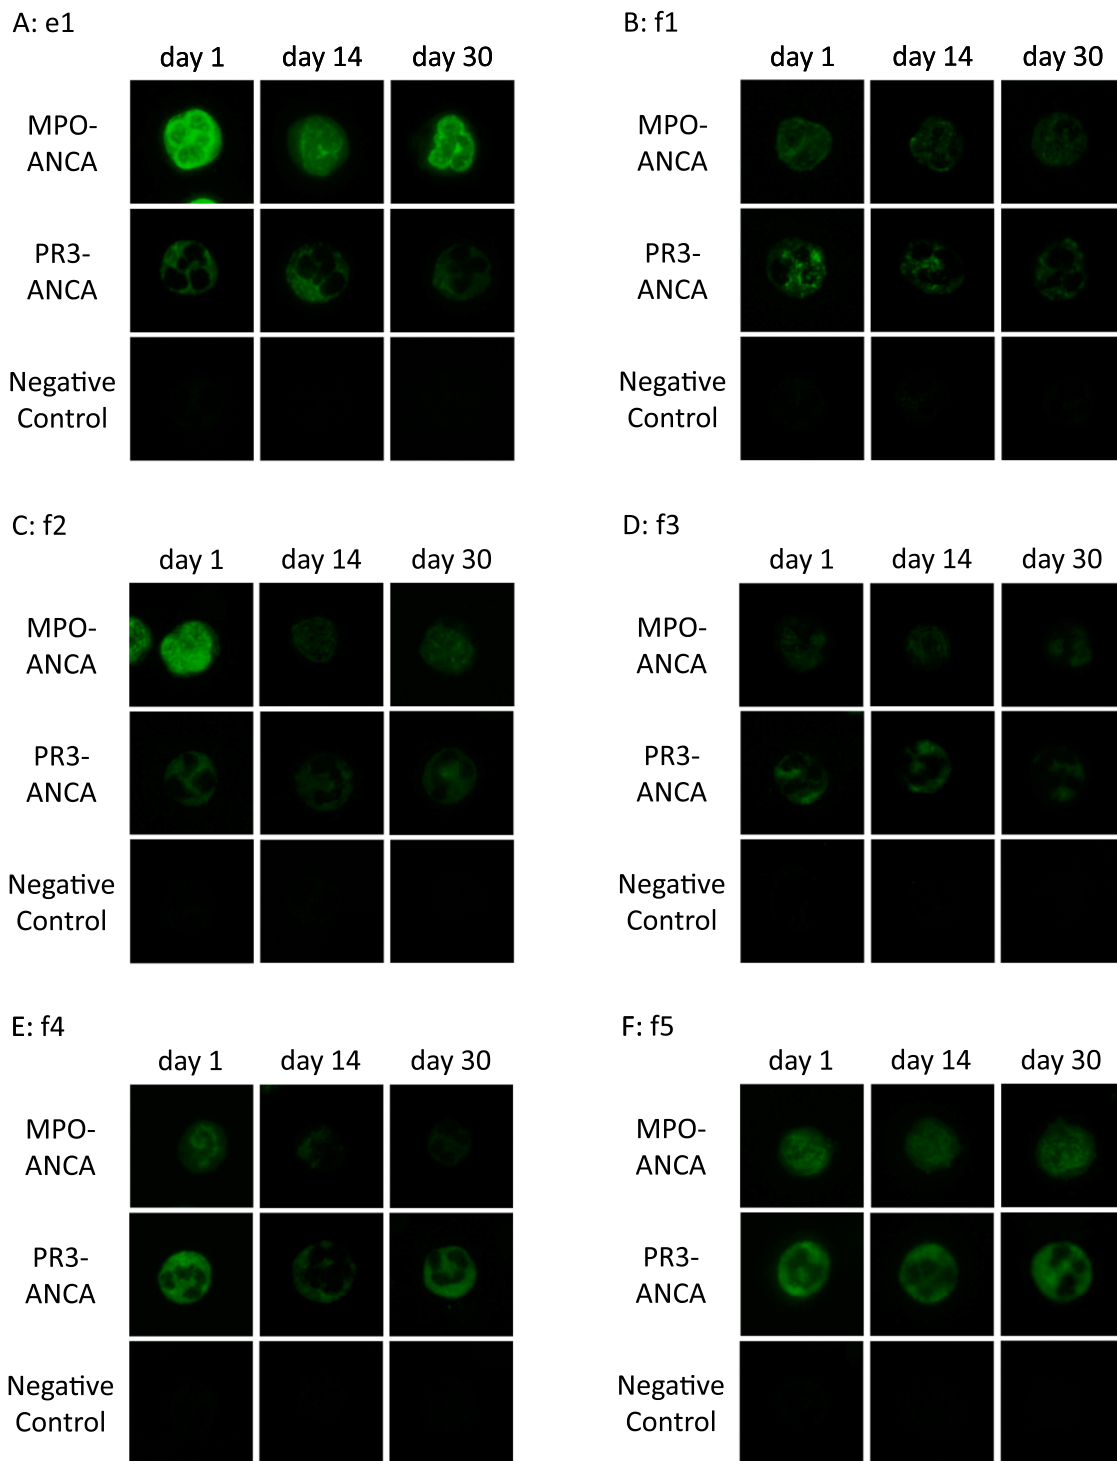 A: e1
day 1 day 14 day 30
MPO-
ANCA
PR3-
ANCA
Negative
Control
B: f1
day 1 day 14 day 30
MPO-
ANCA
PR3-
ANCA
Negative
Control
C: f2
day 1 day 14 day 30
MPO-
ANCA
PR3-
ANCA
Negative
Control
D: f3
day 1 day 14 day 30
MPO-
ANCA
PR3-
ANCA
Negative
Control
E: f4
day 1 day 14 day 30
MPO-
ANCA
PR3-
ANCA
Negative
Control
F: f5
day 1 day 14 day 30
MPO-
ANCA
PR3-
ANCA
Negative
Control